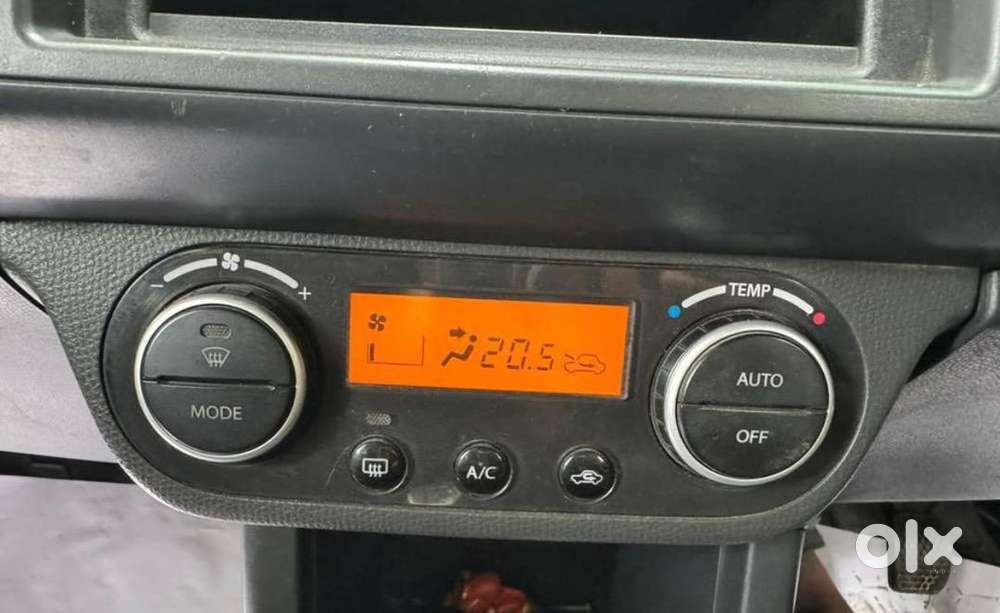 - +
TEMP
20.5
AUTO
MODE
OFF
A/C
olx